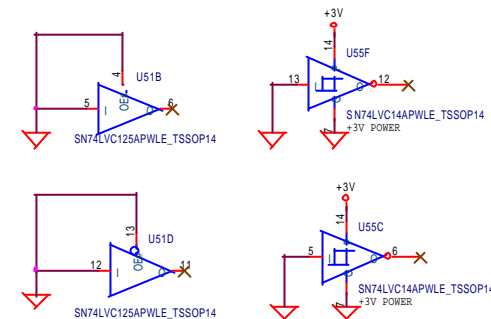 +3V
14
U55F
4
U51B
13
12
5
I
OE
O
6
I
O
SN74LVC125APWLE_TSSOP14
SN74LVC14APWLE_TSSOP14
7
+3V POWER
+3V
14
U55C
13
U51D
5
6
12
I
OE
O
11
I
O
SN74LVC14APWLE_TSSOP14
7
+3V POWER
SN74LVC125APWLE_TSSOP14